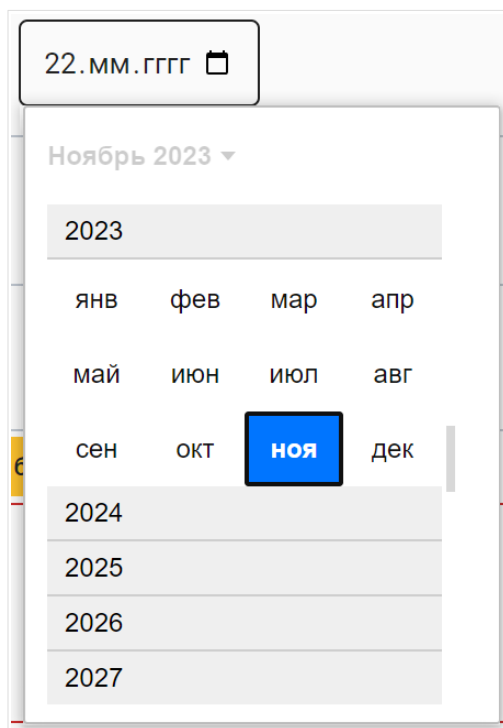 22.мм.гггг
Ноябрь 2023
2023
янв фев мар апр
май июн июл авг
сен окт ноя дек
2024
2025
2026
2027